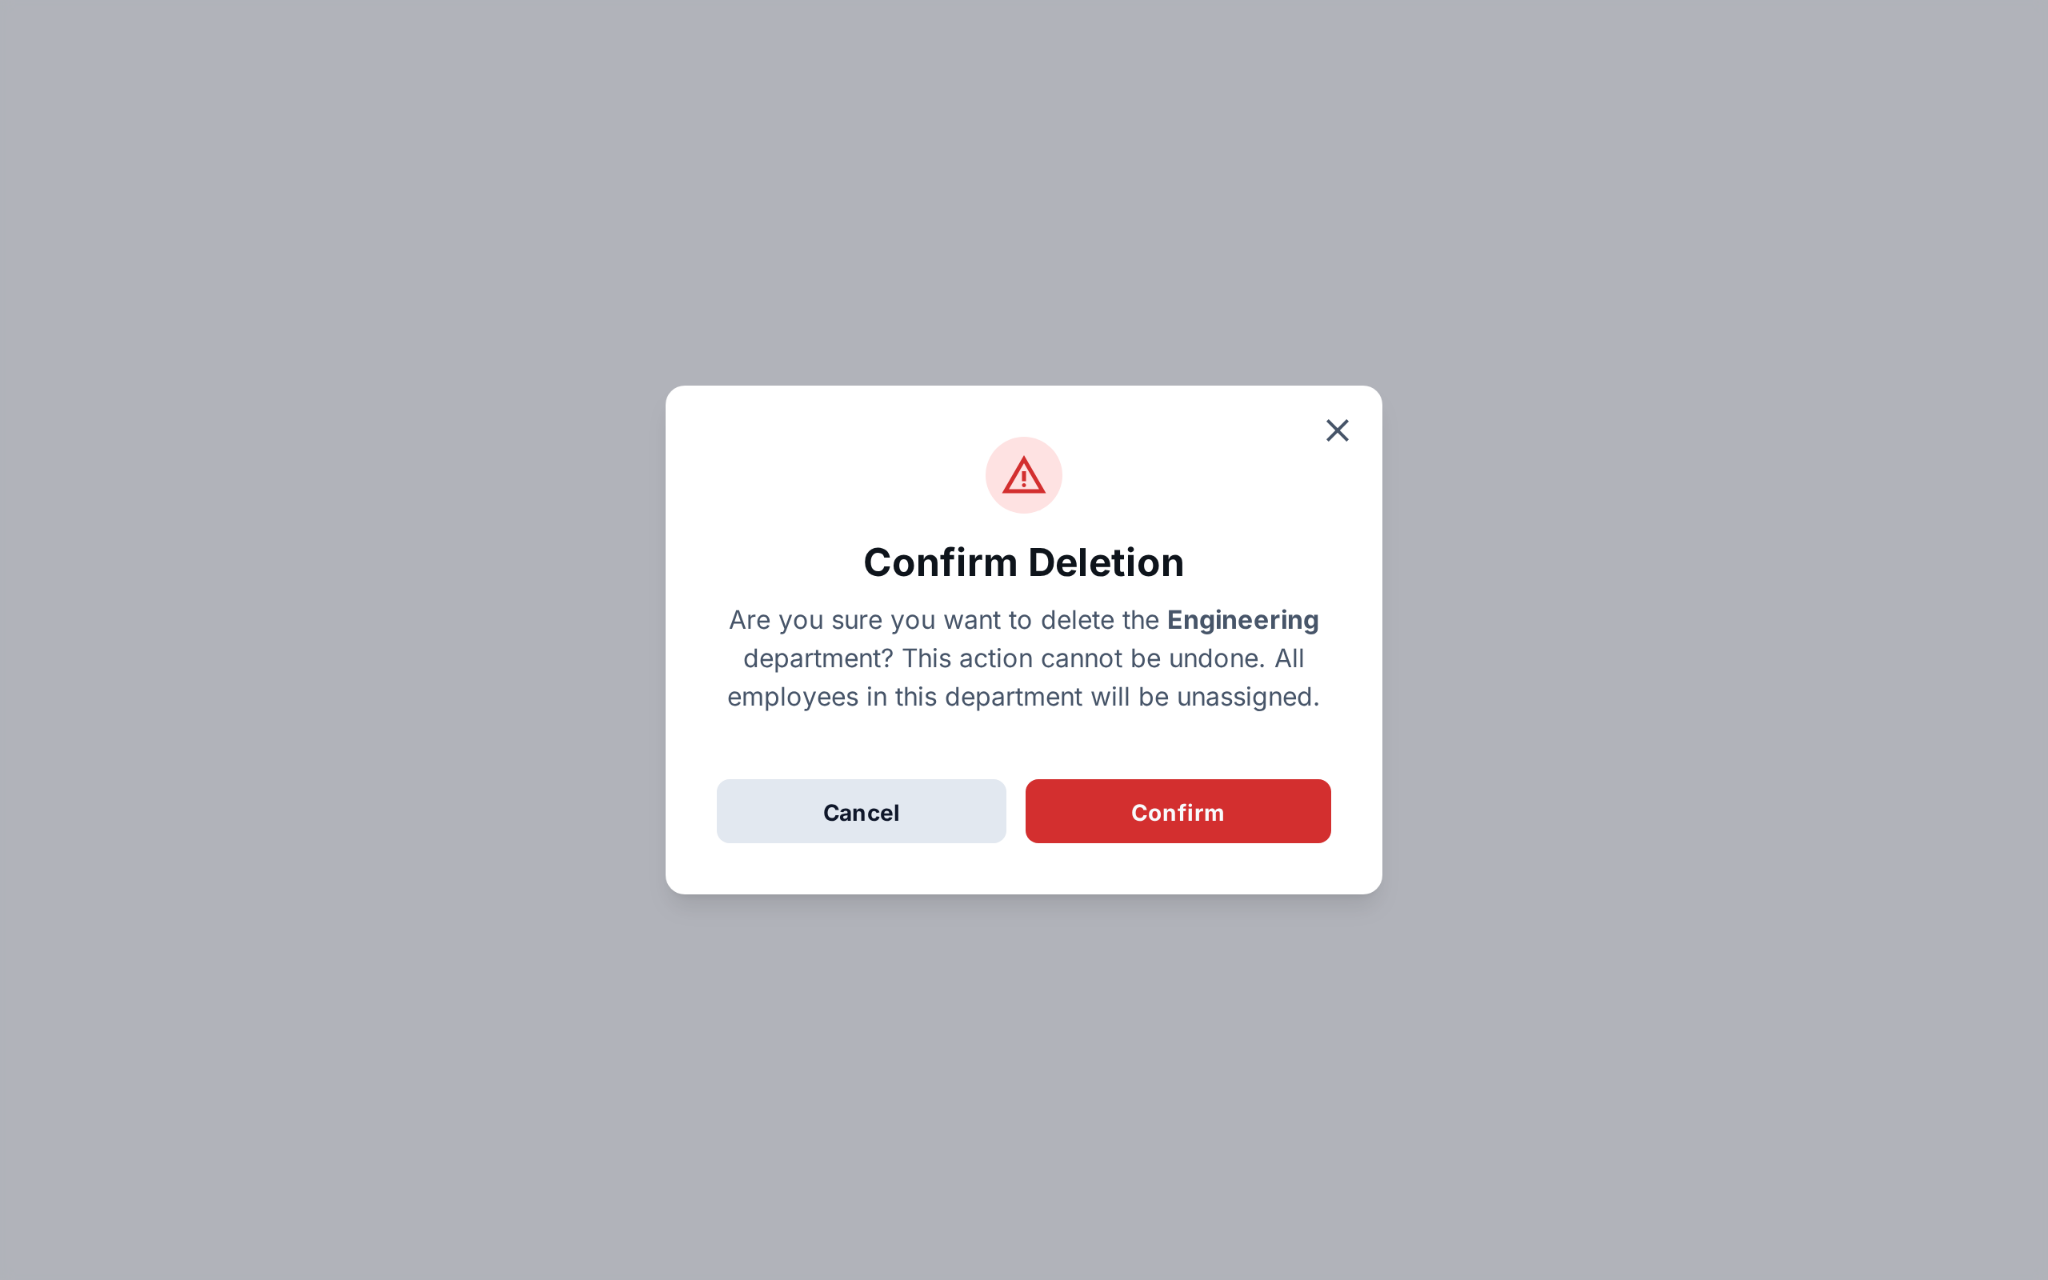 Confirm Deletion
Are you sure you want to delete the Engineering
department? This action cannot be undone. All
employees in this department will be unassigned.
Cancel
Confirm